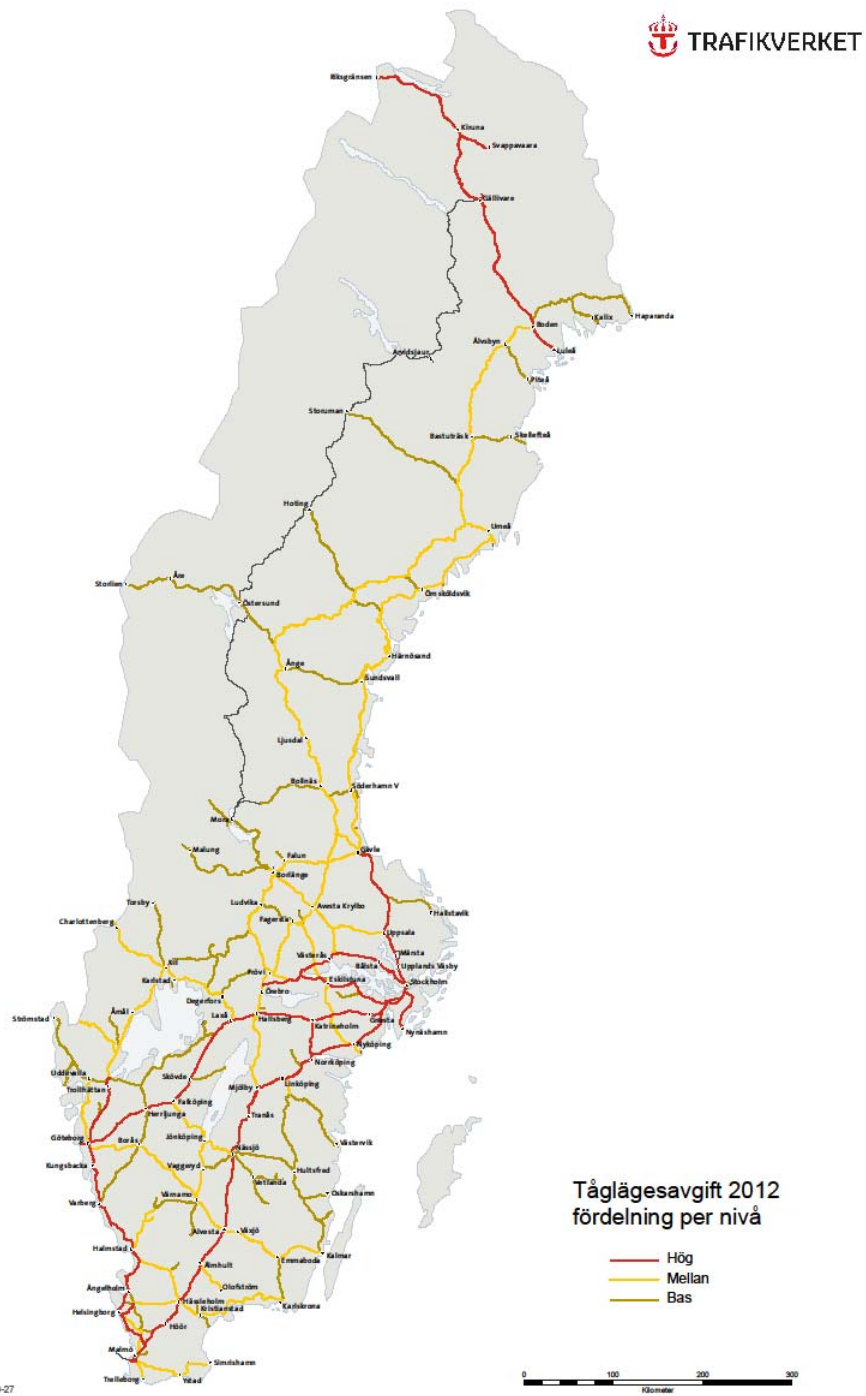 TRAFIKVERKET
Riksgränsen
Kiruna
Svappavaara
Gällivare
Boden
Kalix
Haparanda
Älvsbyn
Luleå
Arvidsjaur
Piteå
Storuman
Bastuträsk
Skellefteå
Hoting
Umeå
Storlien
Åre
Örnsköldsvik
Östersund
Härnösand
Ånge
Sundsvall
Ljusdal
Bollnäs
Söderhamn V
Mora
Malung
Falun
Gävle
Borlänge
Torsby
Ludvika
Avesta Krylbo
Hallstavik
Charlottenberg
Fagersta
Uppsala
Kil
Västerås
Märsta
Bålsta
Upplands Väsby
Karlstad
Frövi
Eskilstuna
Stockholm
Degerfors
Örebro
Strömstad
Åmål
Laxå
Hallsberg
Katrineholm
Gnesta
Nynäshamn
Nyköping
Norrköping
Uddevalla
Skövde
Linköping
Trollhättan
Mjölby
Falköping
Herrljunga
Tranås
Göteborg
Borås
Jönköping
Nässjö
Västervik
Kungsbacka
Vaggeryd
Hultsfred
Vetlanda
Tåglägesavgift 2012
fördelning per nivå
Värnamo
Oskarshamn
Varberg
Alvesta
Växjö
Halmstad
Emmaboda
Kalmar
Hög
Älmhult
Mellan
Ängelholm
Olofström
Bas
Hässleholm
Karlskrona
Helsingborg
Kristianstad
Höör
Malmö
Simrishamn
Trelleborg
Ystad
0 100 200 300
Kilometer
-27